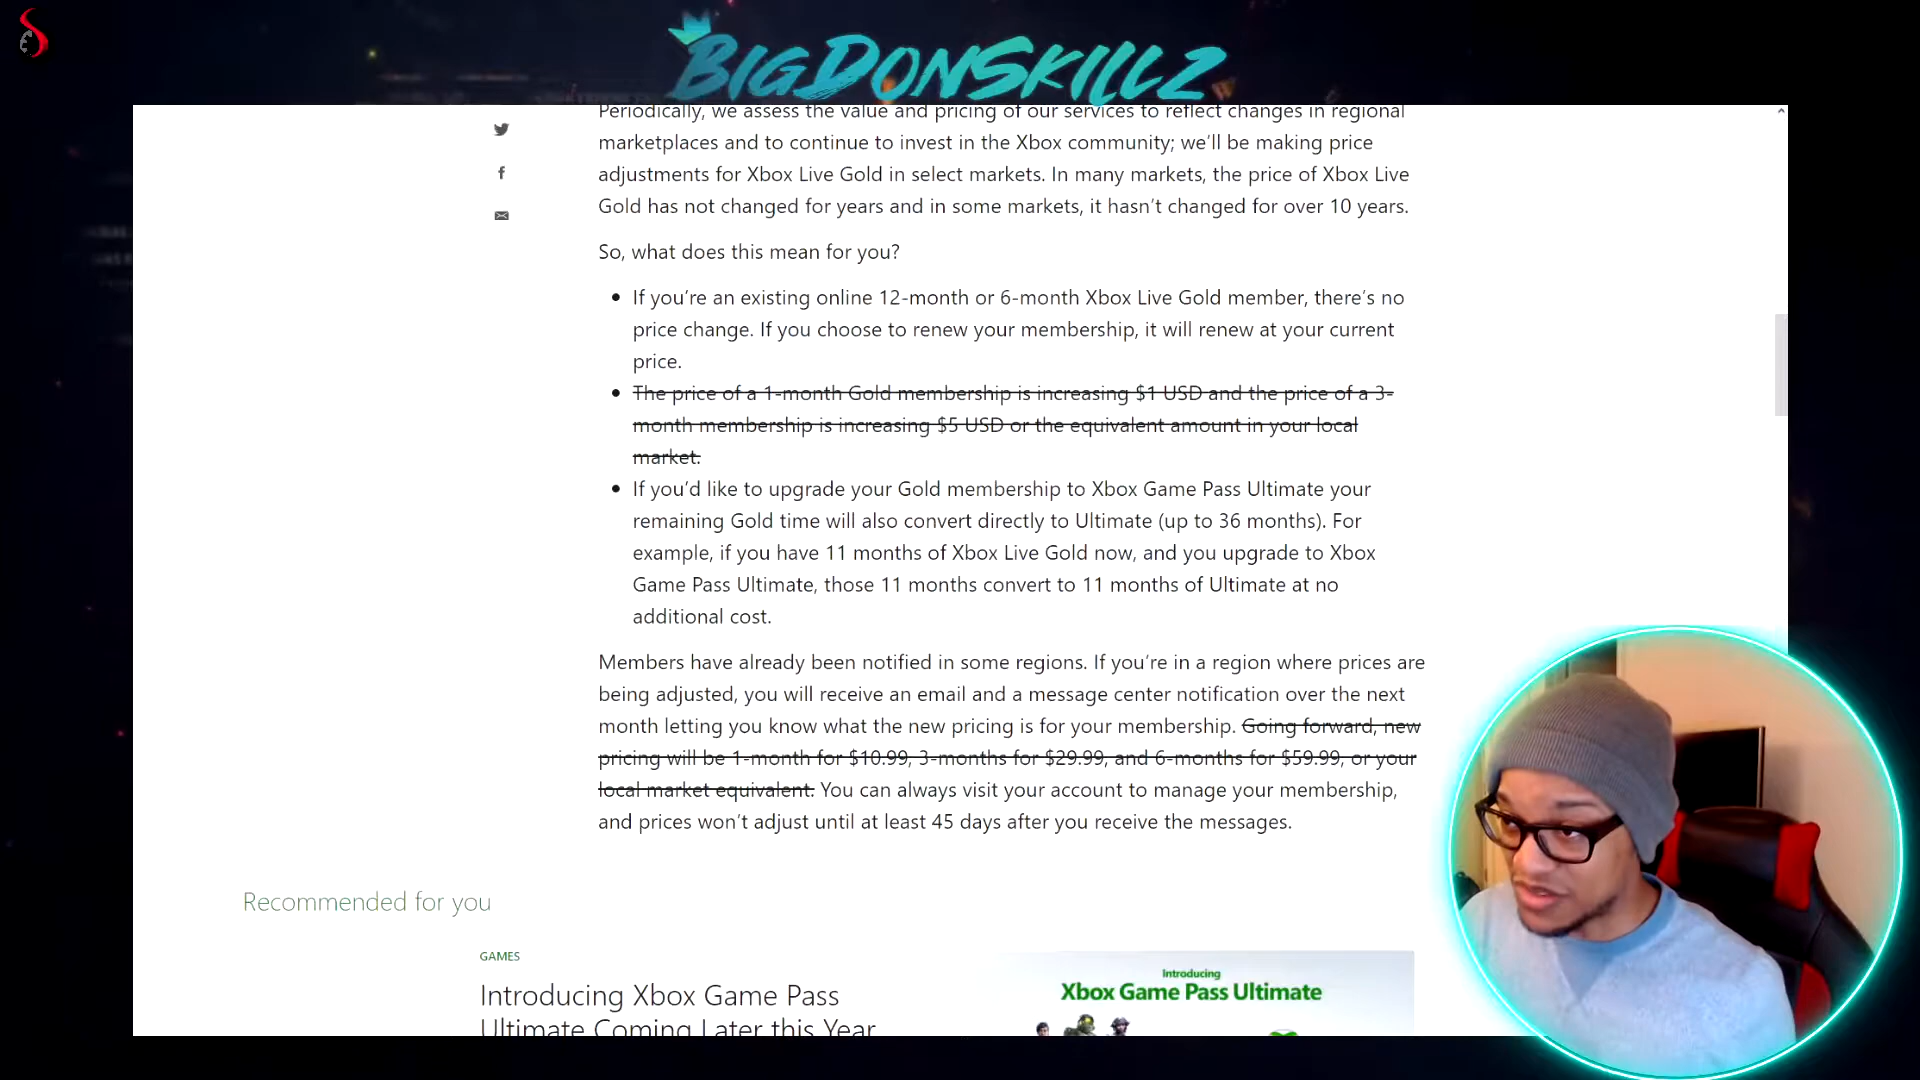 BIGDONSKILLZ
Periodically, we assess the value and pricing of our services to reflect changes in regional
marketplaces and to continue to invest in the Xbox community; we’ll be making price
adjustments for Xbox Live Gold in select markets. In many markets, the price of Xbox Live
Gold has not changed for years and in some markets, it hasn’t changed for over 10 years.
So, what does this mean for you?
If you’re an existing online 12-month or 6-month Xbox Live Gold member, there’s no
price change. If you choose to renew your membership, it will renew at your current
price.
The price of a 1-month Gold membership is increasing $1 USD and the price of a 3-
month membership is increasing $5 USD or the equivalent amount in your local
market.
If you’d like to upgrade your Gold membership to Xbox Game Pass Ultimate your
remaining Gold time will also convert directly to Ultimate (up to 36 months). For
example, if you have 11 months of Xbox Live Gold now, and you upgrade to Xbox
Game Pass Ultimate, those 11 months convert to 11 months of Ultimate at no
additional cost.
Members have already been notified in some regions. If you’re in a region where prices are
being adjusted, you will receive an email and a message center notification over the next
month letting you know what the new pricing is for your membership. Going forward, new
pricing will be 1-month for $10.99, 3-months for $29.99, and 6-months for $59.99, or your
local market equivalent. You can always visit your account to manage your membership,
and prices won’t adjust until at least 45 days after you receive the messages.
Recommended for you
GAMES
Introducing Xbox Game Pass
Ultimate Coming Later this Year
Introducing
Xbox Game Pass Ultimate